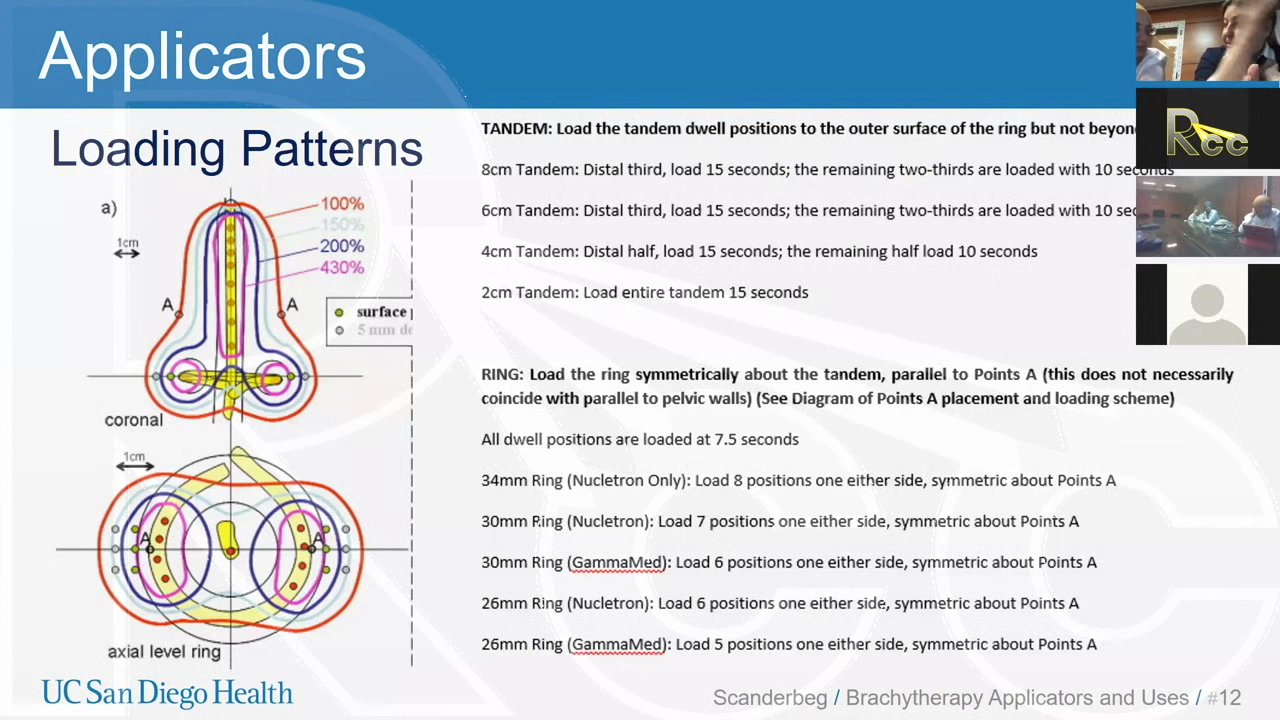 Applicators
Loading Patterns
a)
1cm
100%
150%
200%
430%
A
A
surface
5 mm
coronal
1cm
A
A
axial level ring
TANDEM: Load the tandem dwell positions to the outer surface of the ring but not beyon
8cm Tandem: Distal third, load 15 seconds; the remaining two-thirds are loaded with 10 seconds
6cm Tandem: Distal third, load 15 seconds; the remaining two-thirds are loaded with 10 sec
4cm Tandem: Distal half, load 15 seconds; the remaining half load 10 seconds
2cm Tandem: Load entire tandem 15 seconds
RING: Load the ring symmetrically about the tandem, parallel to Points A (this does not necessarily
coincide with parallel to pelvic walls) (See Diagram of Points A placement and loading scheme)
All dwell positions are loaded at 7.5 seconds
34mm Ring (Nucletron Only): Load 8 positions one either side, symmetric about Points A
30mm Ring (Nucletron): Load 7 positions one either side, symmetric about Points A
30mm Ring (GammaMed): Load 6 positions one either side, symmetric about Points A
26mm Ring (Nucletron): Load 6 positions one either side, symmetric about Points A
26mm Ring (GammaMed): Load 5 positions one either side, symmetric about Points A
Rcc
UC San Diego Health
Scanderbeg / Brachytherapy Applicators and Uses / #12